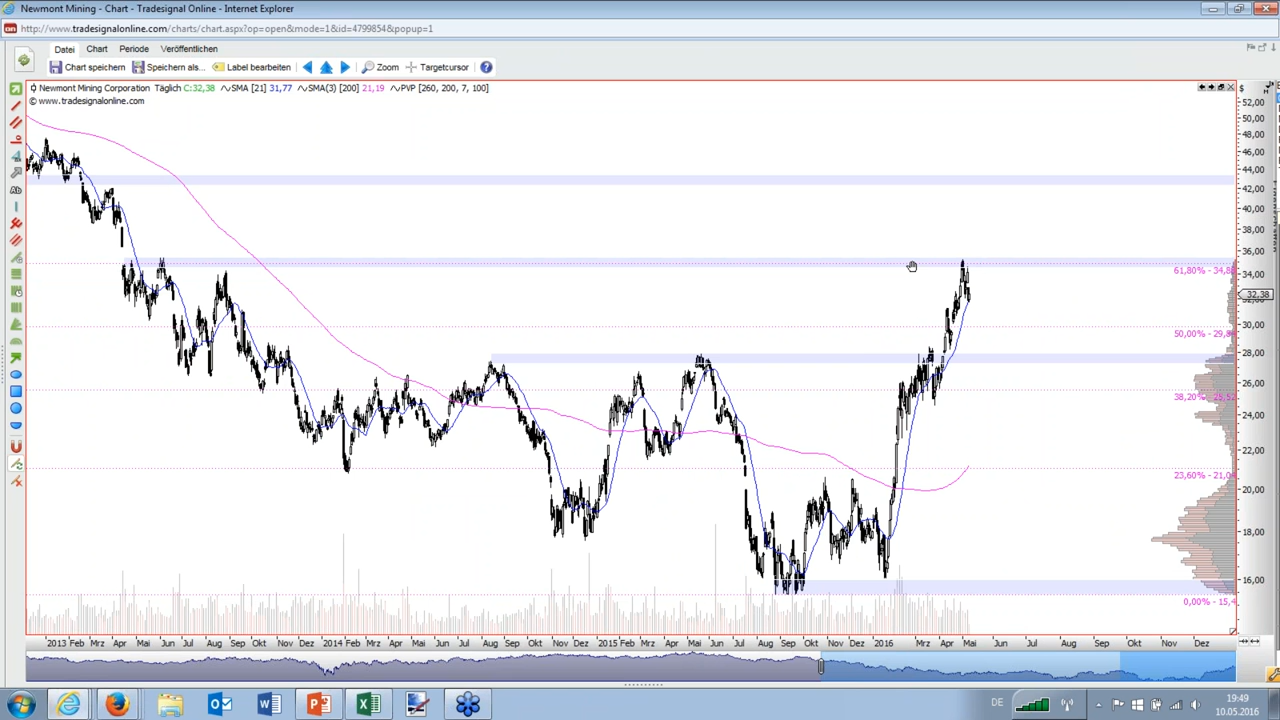 Newmont Mining - Chart - Tradesignal Online - Internet Explorer
http://www.tradesignalonline.com/charts/chart.aspx?op=open&mode=1&id=4799854&popup=1
Datei Chart Periode Veröffentlichen
Chart speichern Speichern als... Label bearbeiten Zoom Targetcursor
Newmont Mining Corporation Täglich C:32,38 SMA [21] 31,77 SMA(3) [200] 21,19 PVP [260, 200, 7, 100] $
© www.tradesignalonline.com
52,00
50,00
48,00
46,00
44,00
42,00
Ab
40,00
38,00
36,00
61,80% - 34,8
34,00
32,38
30,00
50,00% - 29,
28,00
26,00
38,20% - 25,5
24,00
22,00
23,60% - 21,0
20,00
18,00
16,00
0,00% - 15,4
2013 Feb Mrz Apr Mai Jun Jul Aug Sep Okt Nov Dez 2014 Feb Mrz Apr Mai Jun Jul Aug Sep Okt Nov Dez 2015 Feb Mrz Apr Mai Jun Jul Aug Sep Okt Nov Dez 2016 Mrz Apr Mai Jun Jul Aug Sep Okt Nov Dez
DE 19:49
10.05.2016